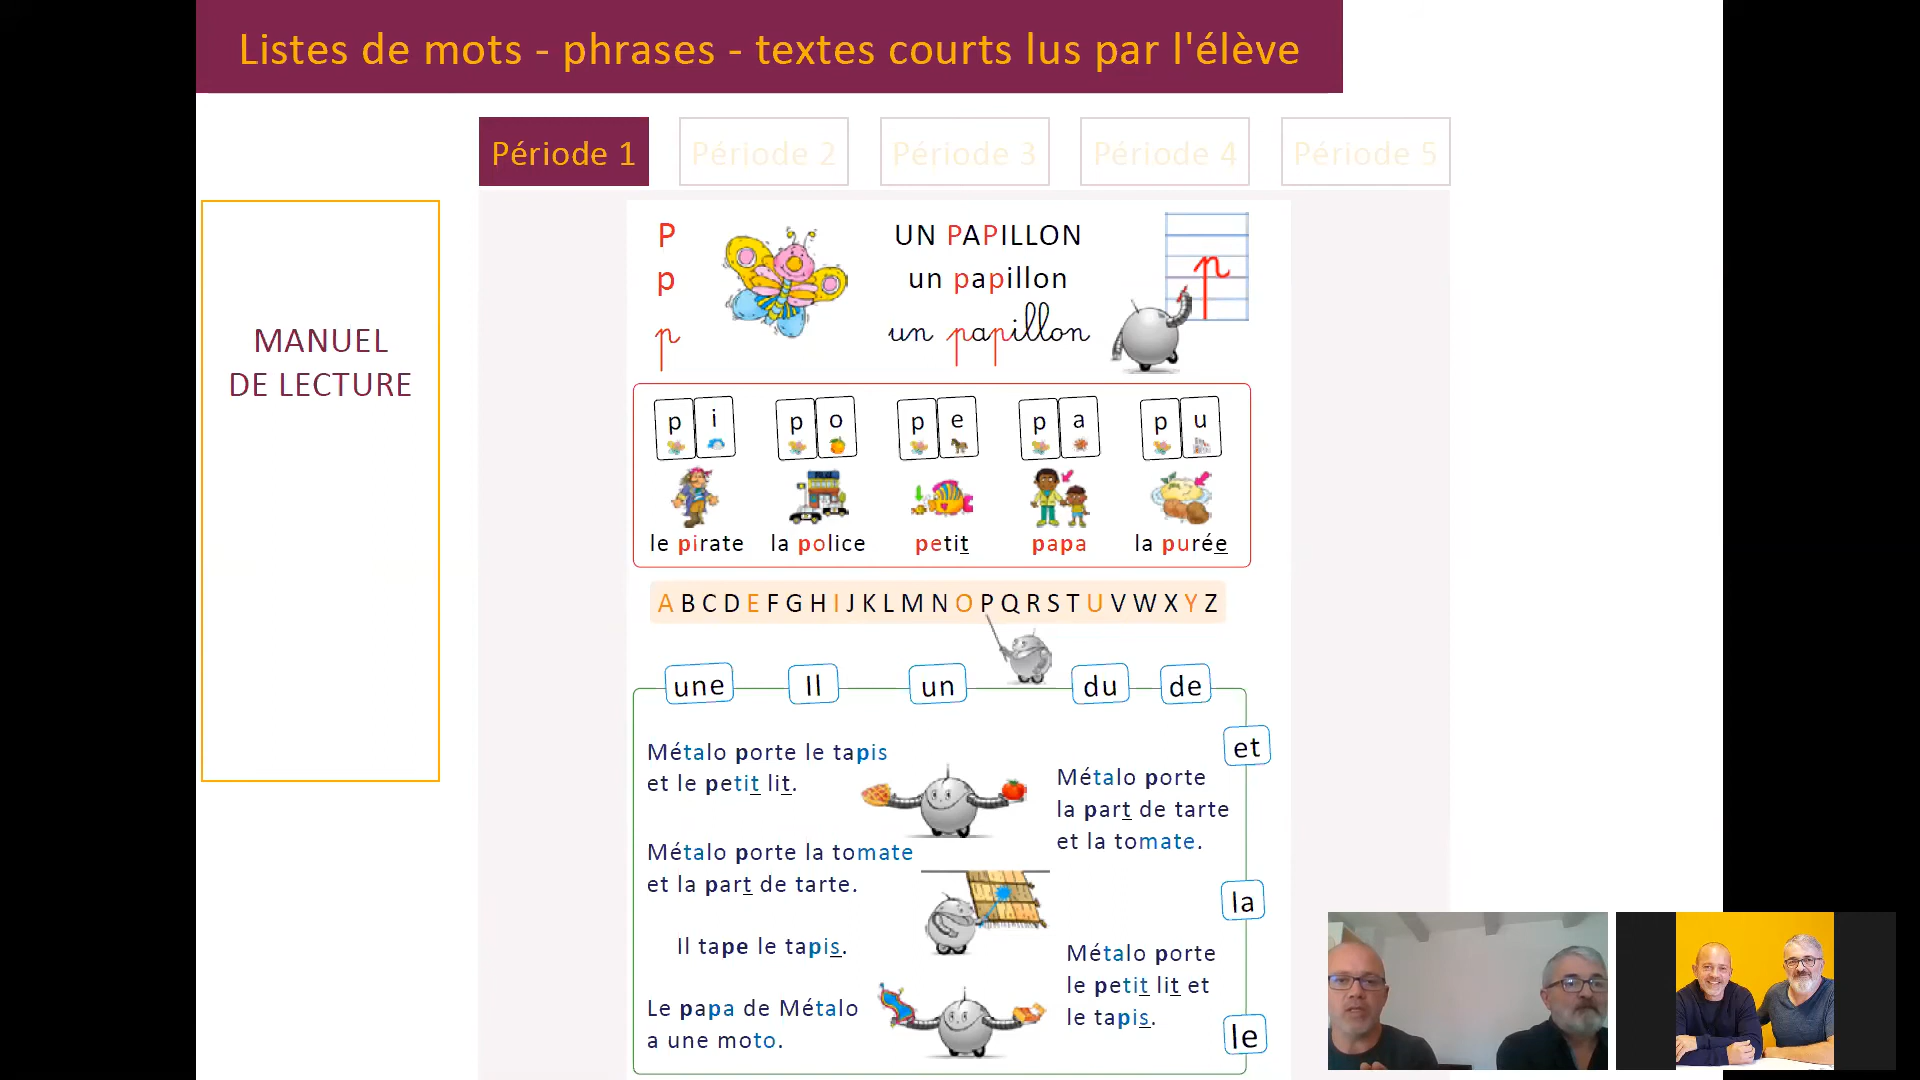 Listes de mots - phrases - textes courts lus par l'élève
Période 1
Période 2
Période 3
Période 4
Période 5
MANUEL
DE LECTURE
P
p
p
UN PAPILLON
un papillon
un papillon
p
p i
p o
p e
p a
p u
le pirate
la police
petit
papa
la purée
A B C D E F G H I J K L M N O P Q R S T U V W X Y Z
une
Il
un
du
de
et
la
le
Métalo porte le tapis
et le petit lit.
Métalo porte la tomate
et la part de tarte.
Il tape le tapis.
Le papa de Métalo
a une moto.
Métalo porte
la part de tarte
et la tomate.
Métalo porte
le petit lit et
le tapis.